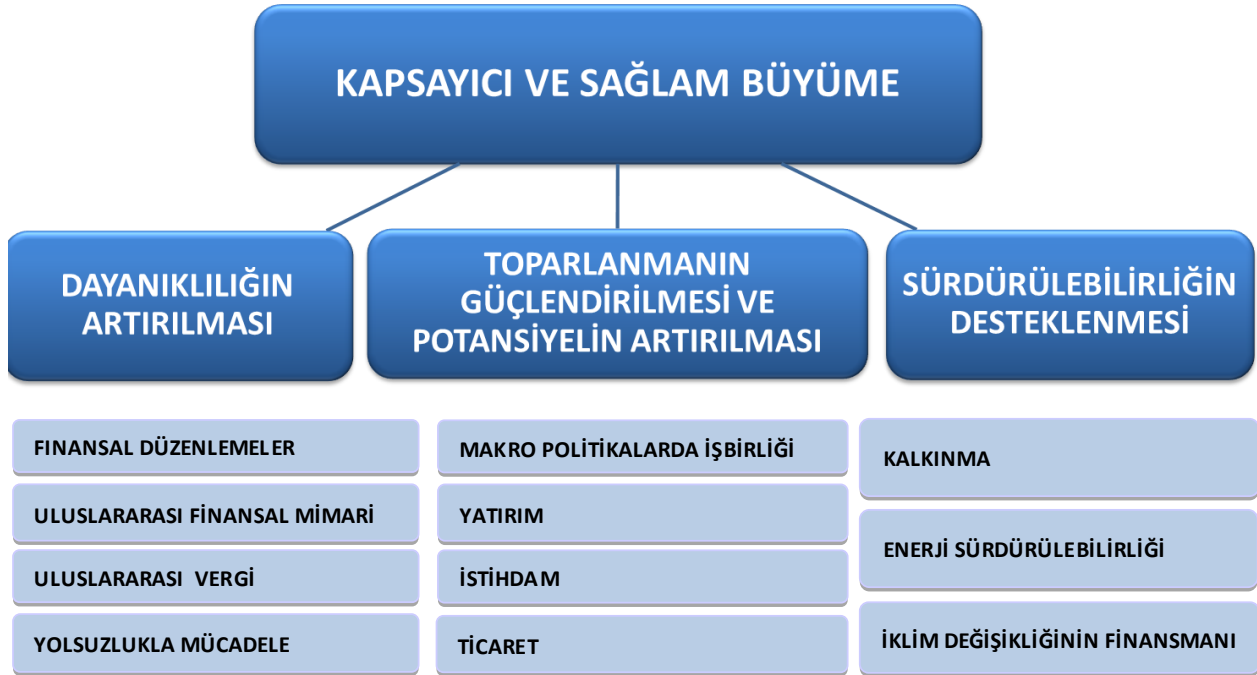 KAPSAYICI VE SAĞLAM BÜYÜME
DAYANIKLILIĞIN
ARTIRILMASI
TOPARLANMANIN
GÜÇLENDİRİLMESİ VE
POTANSİYELİN ARTIRILMASI
SÜRDÜRÜLEBİLİRLİĞİN
DESTEKLENMESİ
FINANSAL DÜZENLEMELER
ULUSLARARASI FİNANSAL MİMARİ
ULUSLARARASI VERGİ
YOLSUZLUKLA MÜCADELE
MAKRO POLİTİKALARDA İŞBİRLİĞİ
YATIRIM
İSTİHDAM
TİCARET
KALKINMA
ENERJİ SÜRDÜRÜLEBİLİRLİĞİ
İKLİM DEĞİŞİKLİĞİNİN FİNANSMANI